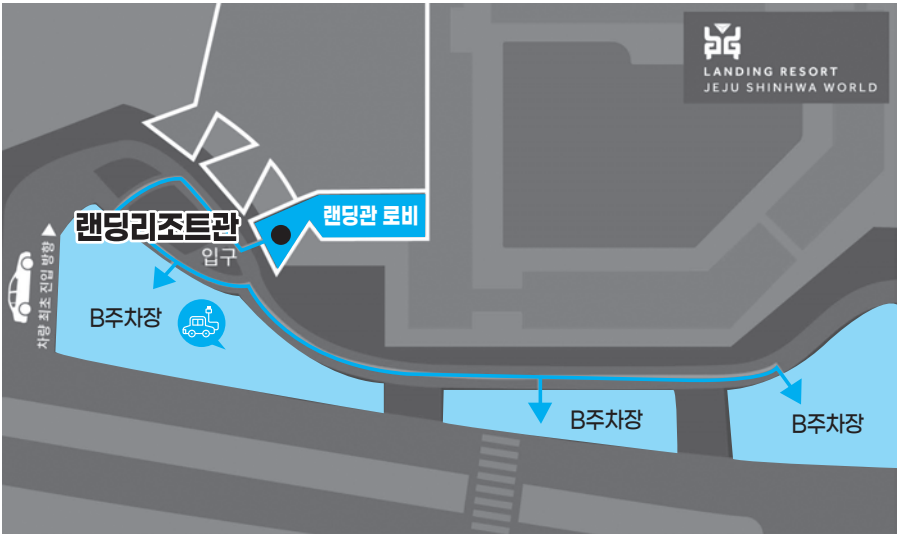 LANDING RESORT
JEJU SHINHWA WORLD
랜딩리조트관
랜딩관 로비
입구
차량 최초 진입 방향
B주차장
B주차장
B주차장